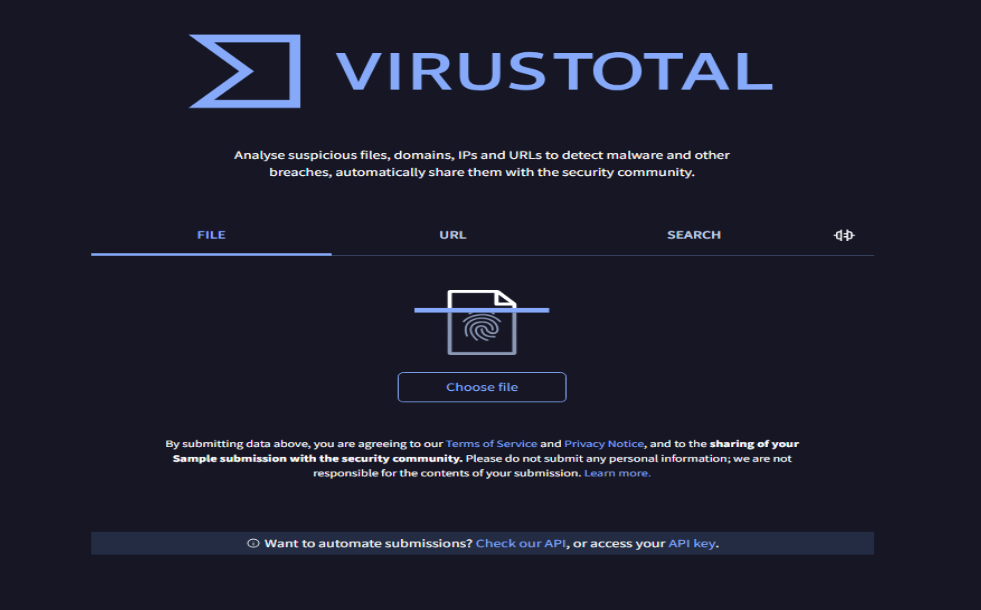 VIRUSTOTAL
Analyse suspicious files, domains, IPs and URLs to detect malware and other
breaches, automatically share them with the security community.
FILE
URL
SEARCH
Choose file
By submitting data above, you are agreeing to our Terms of Service and Privacy Notice, and to the sharing of your
Sample submission with the security community. Please do not submit any personal information; we are not
responsible for the contents of your submission. Learn more.
Want to automate submissions? Check our API, or access your API key.